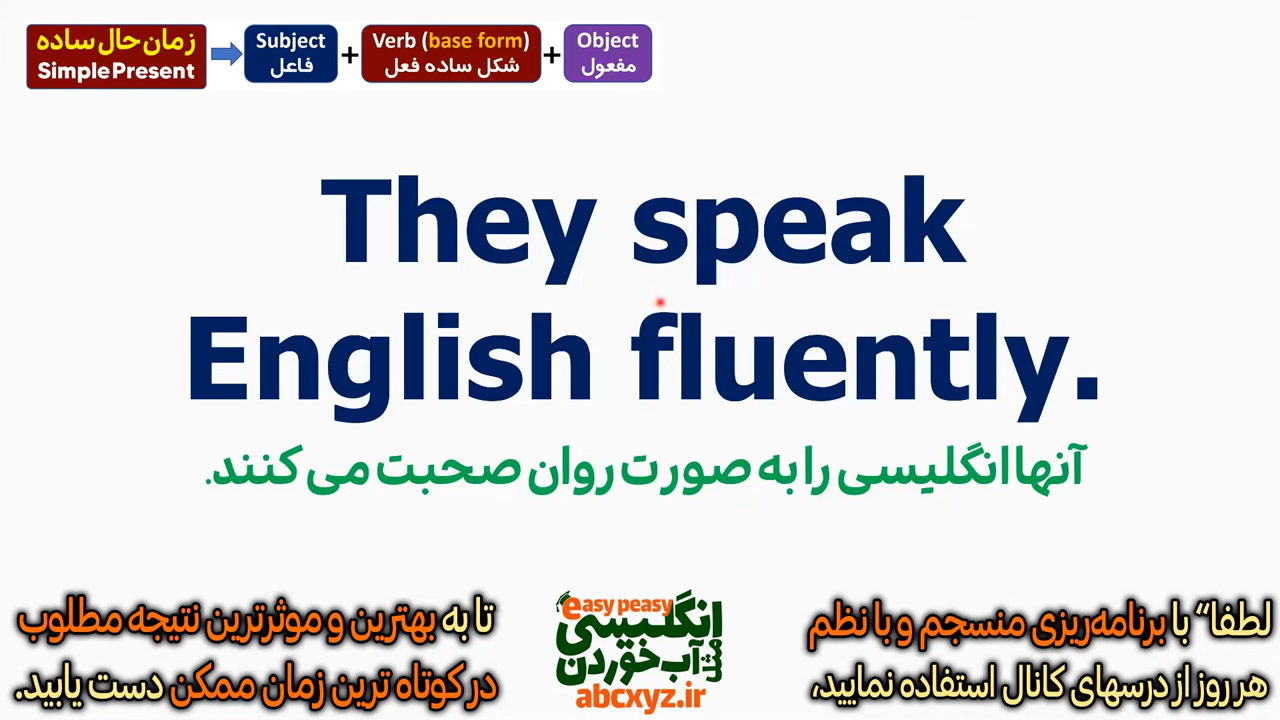 زمان حال ساده
Simple Present
Subject
فاعل
+
Verb (base form)
شکل ساده فعل
+
Object
مفعول
They speak
English fluently.
آنها انگلیسی را به صورت روان صحبت می کنند.
لطفا“ با برنامه‌ریزی منسجم و با نظم
هر روز از درسهای کانال استفاده نمایید،
تا به بهترین و موثرترین نتیجه مطلوب
در کوتاه ترین زمان ممکن دست یابید.
easy peasy
انگلیسی
مثل آب خوردن
abcxyz.ir